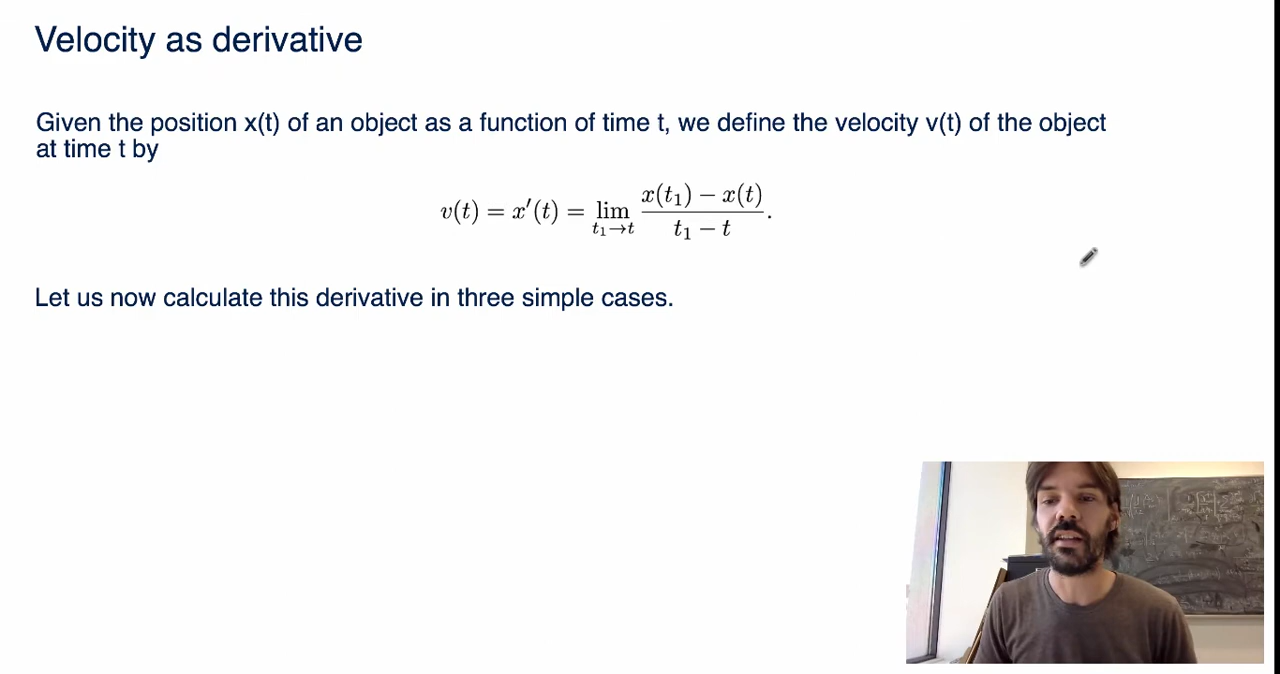 Velocity as derivative
Given the position x(t) of an object as a function of time t, we define the velocity v(t) of the object
at time t by
v(t) = x′(t) = lim_{t₁→t} \frac{x(t₁) − x(t)}{t₁ − t}.
Let us now calculate this derivative in three simple cases.